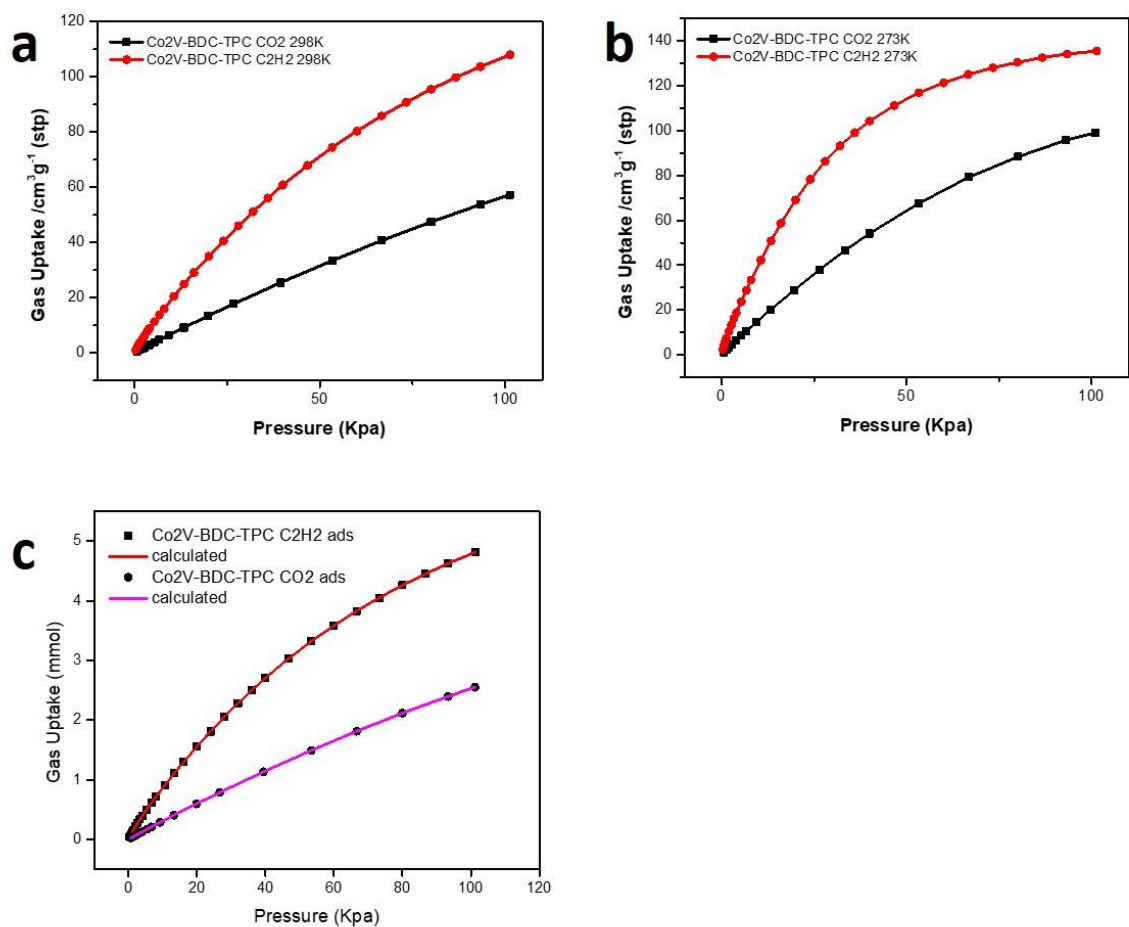 a
120
100
80
60
40
20
0
Gas Uptake /cm³g⁻¹ (stp)
Co2V-BDC-TPC CO2 298K
Co2V-BDC-TPC C2H2 298K
0
50
100
Pressure (Kpa)
b
140
120
100
80
60
40
20
0
Gas Uptake /cm³g⁻¹ (stp)
Co2V-BDC-TPC CO2 273K
Co2V-BDC-TPC C2H2 273K
0
50
100
Pressure (Kpa)
c
5
4
3
2
1
0
Gas Uptake (mmol)
Co2V-BDC-TPC C2H2 ads
calculated
Co2V-BDC-TPC CO2 ads
calculated
0
20
40
60
80
100
120
Pressure (Kpa)